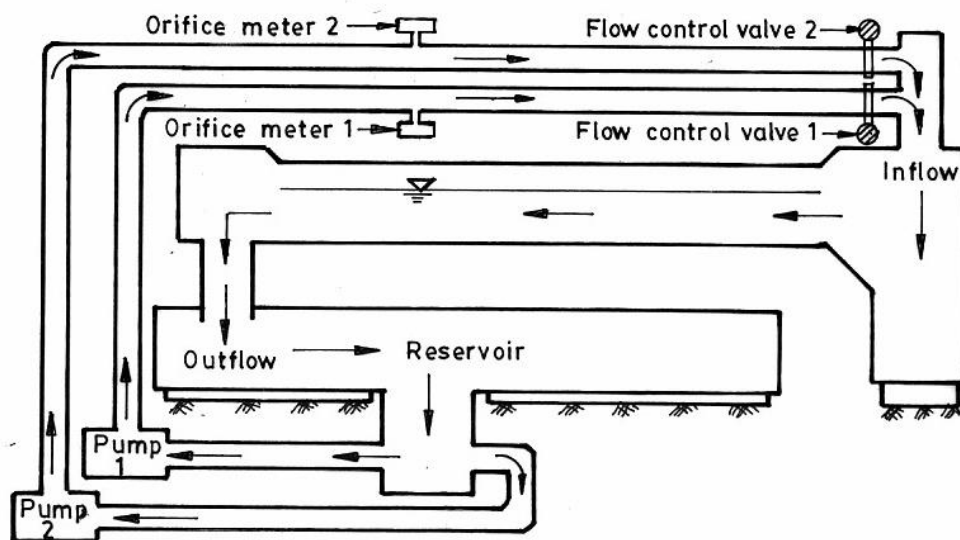 Orifice meter 2
Flow control valve 2
Orifice meter 1
Flow control valve 1
Inflow
Outflow
Reservoir
Pump
1
Pump
2